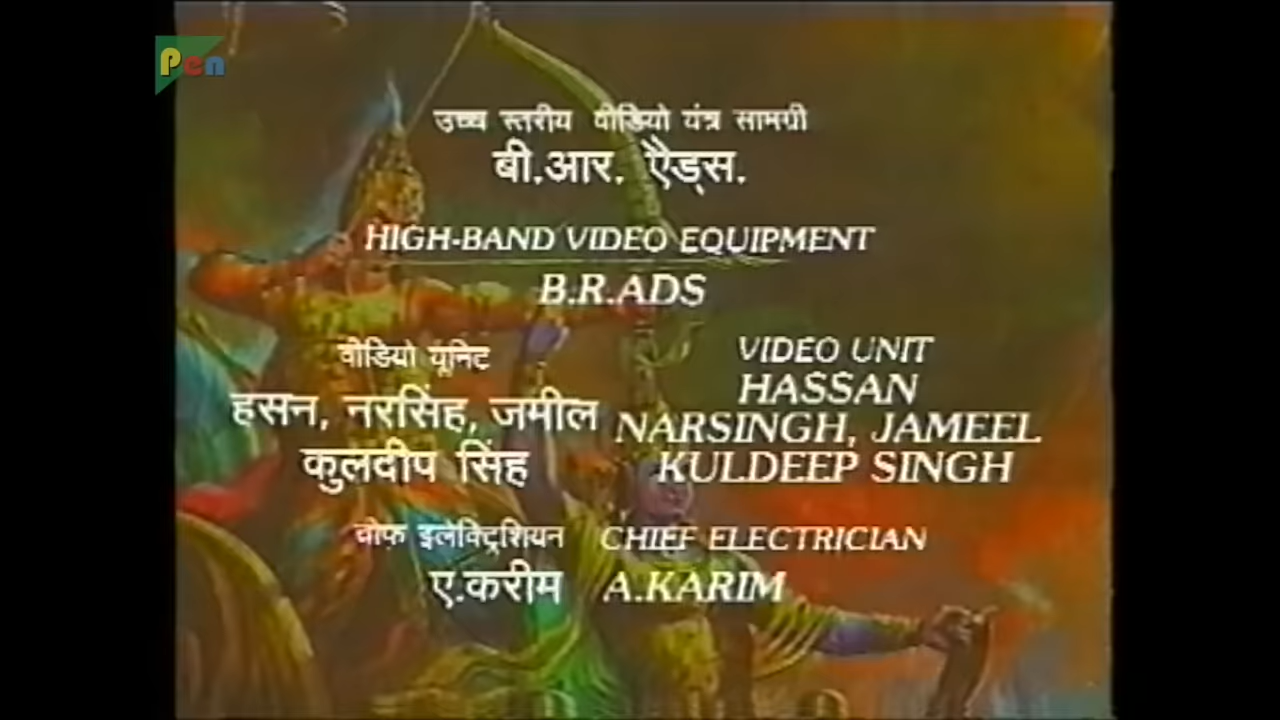 Pen
उच्च स्तरीय वीडियो यंत्र सामग्री
बी.आर. ऐड्स.
HIGH-BAND VIDEO EQUIPMENT
B.R.ADS
वीडियो यूनिट
हसन, नरसिंह, जमील
कुलदीप सिंह
VIDEO UNIT
HASSAN
NARSINGH, JAMEEL
KULDEEP SINGH
चीफ इलेक्ट्रिशियन
ए.करीम
CHIEF ELECTRICIAN
A.KARIM